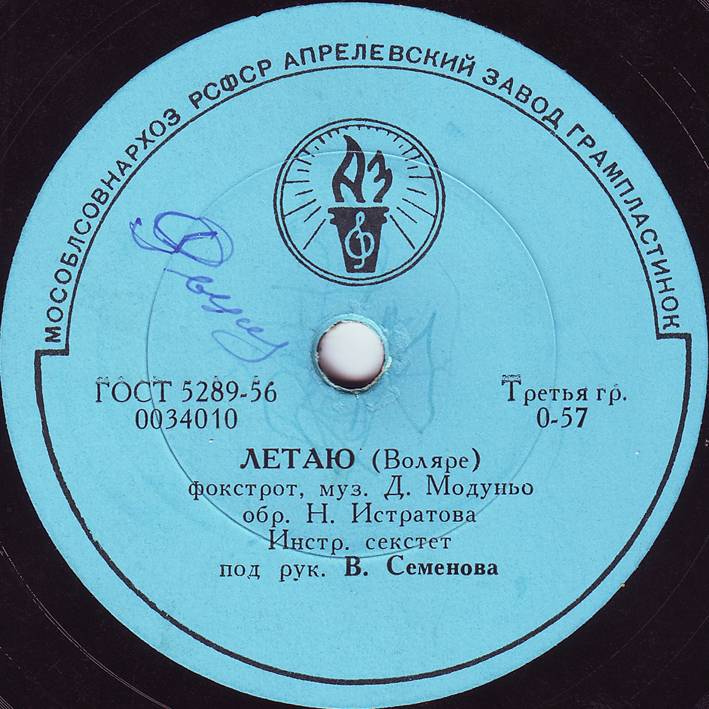 МОСОБЛСОВНАРХОЗ РСФСР АПРЕЛЕВСКИЙ ЗАВОД ГРАМПЛАСТИНОК
АЗ
ГОСТ 5289-56
0034010
Третья гр.
0-57
ЛЕТАЮ (Воляре)
фокстрот, муз. Д. Модуньо
обр. Н. Истратова
Инстр. секстет
под рук. В. Семенова